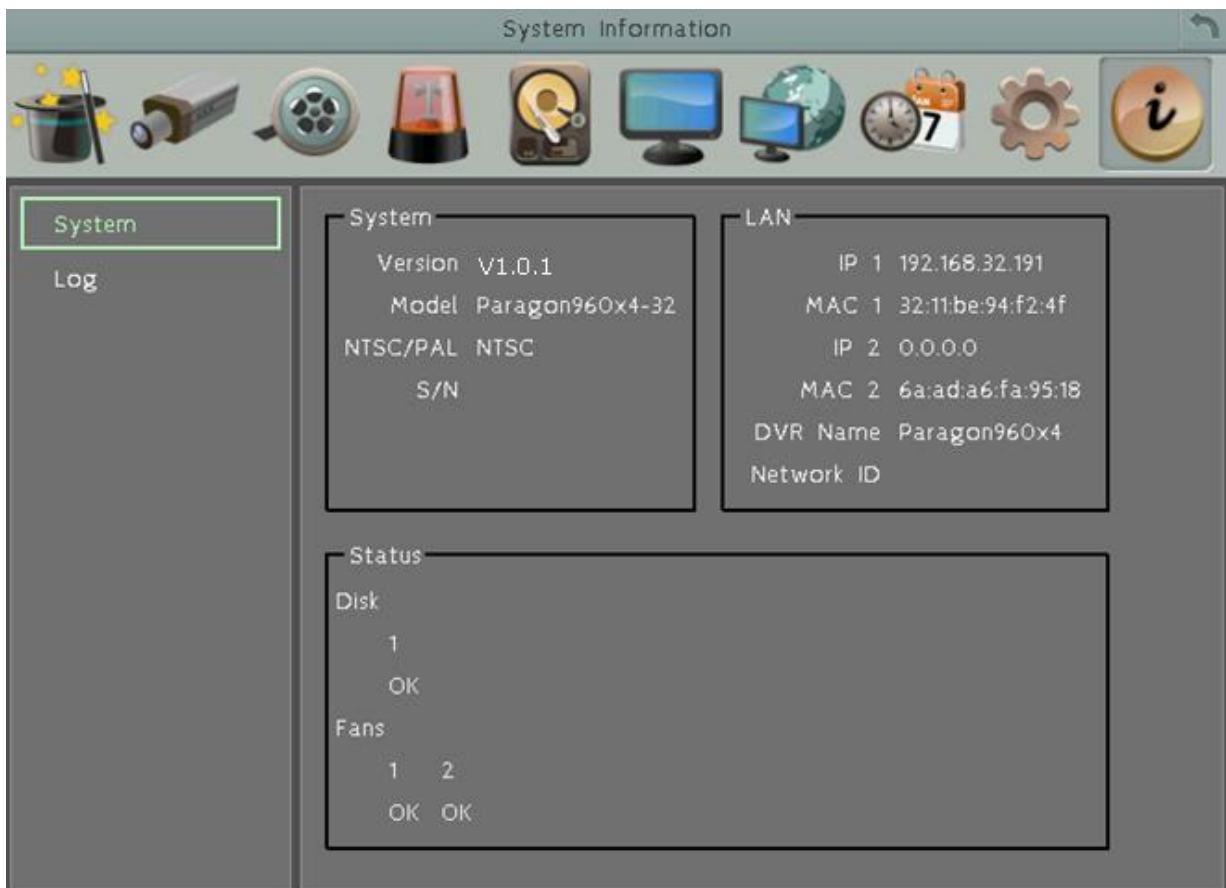 System Information
7
System
Log
System
Version V1.0.1
Model Paragon960x4-32
NTSC/PAL NTSC
S/N
LAN
IP 1 192.168.32.191
MAC 1 32:11:be:94:f2:4f
IP 2 0.0.0.0
MAC 2 6a:ad:a6:fa:95:18
DVR Name Paragon960x4
Network ID
Status
Disk
1
OK
Fans
1 2
OK OK